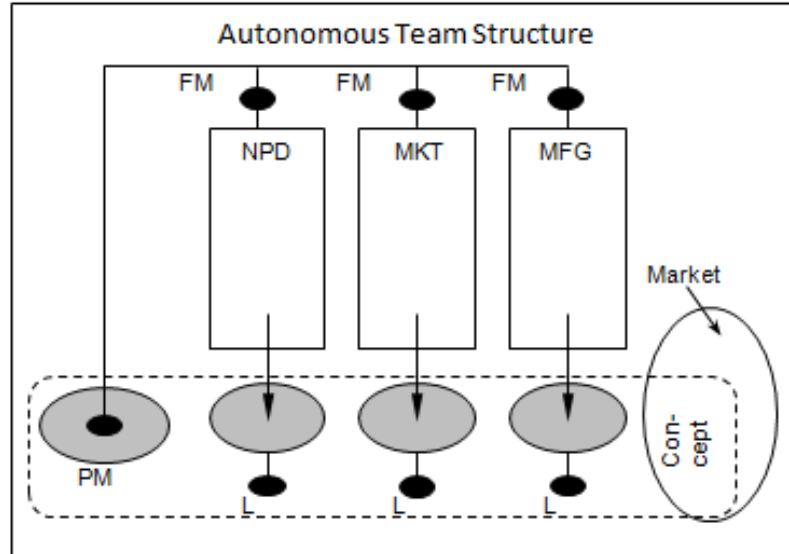 Autonomous Team Structure
FM
FM
FM
NPD
MKT
MFG
Market
Con-
cept
PM
L
L
L